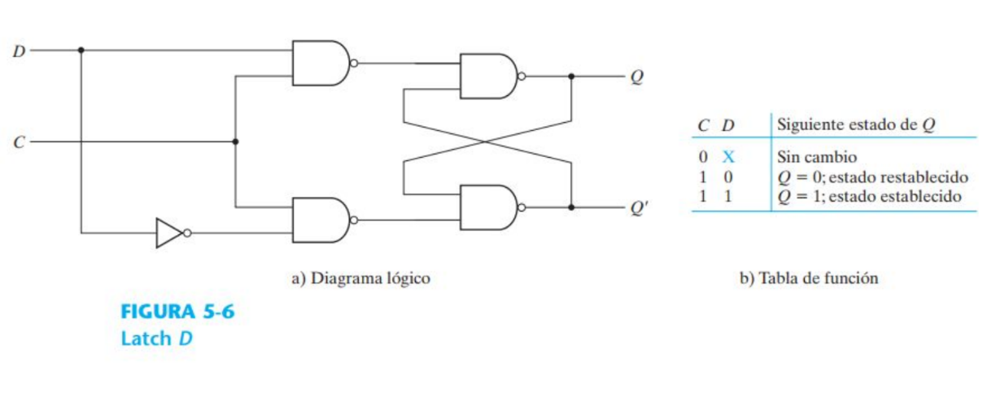 D
C
Q
Q'
a) Diagrama lógico
C D Siguiente estado de Q
0 X Sin cambio
1 0 Q = 0; estado restablecido
1 1 Q = 1; estado establecido
b) Tabla de función
FIGURA 5-6
Latch D